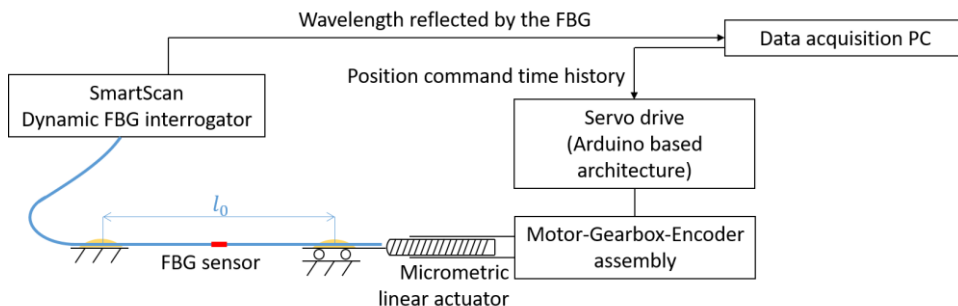 Wavelength reflected by the FBG
Data acquisition PC
Position command time history
SmartScan
Dynamic FBG interrogator
Servo drive
(Arduino based
architecture)
l₀
Motor-Gearbox-Encoder
assembly
FBG sensor
Micrometric
linear actuator